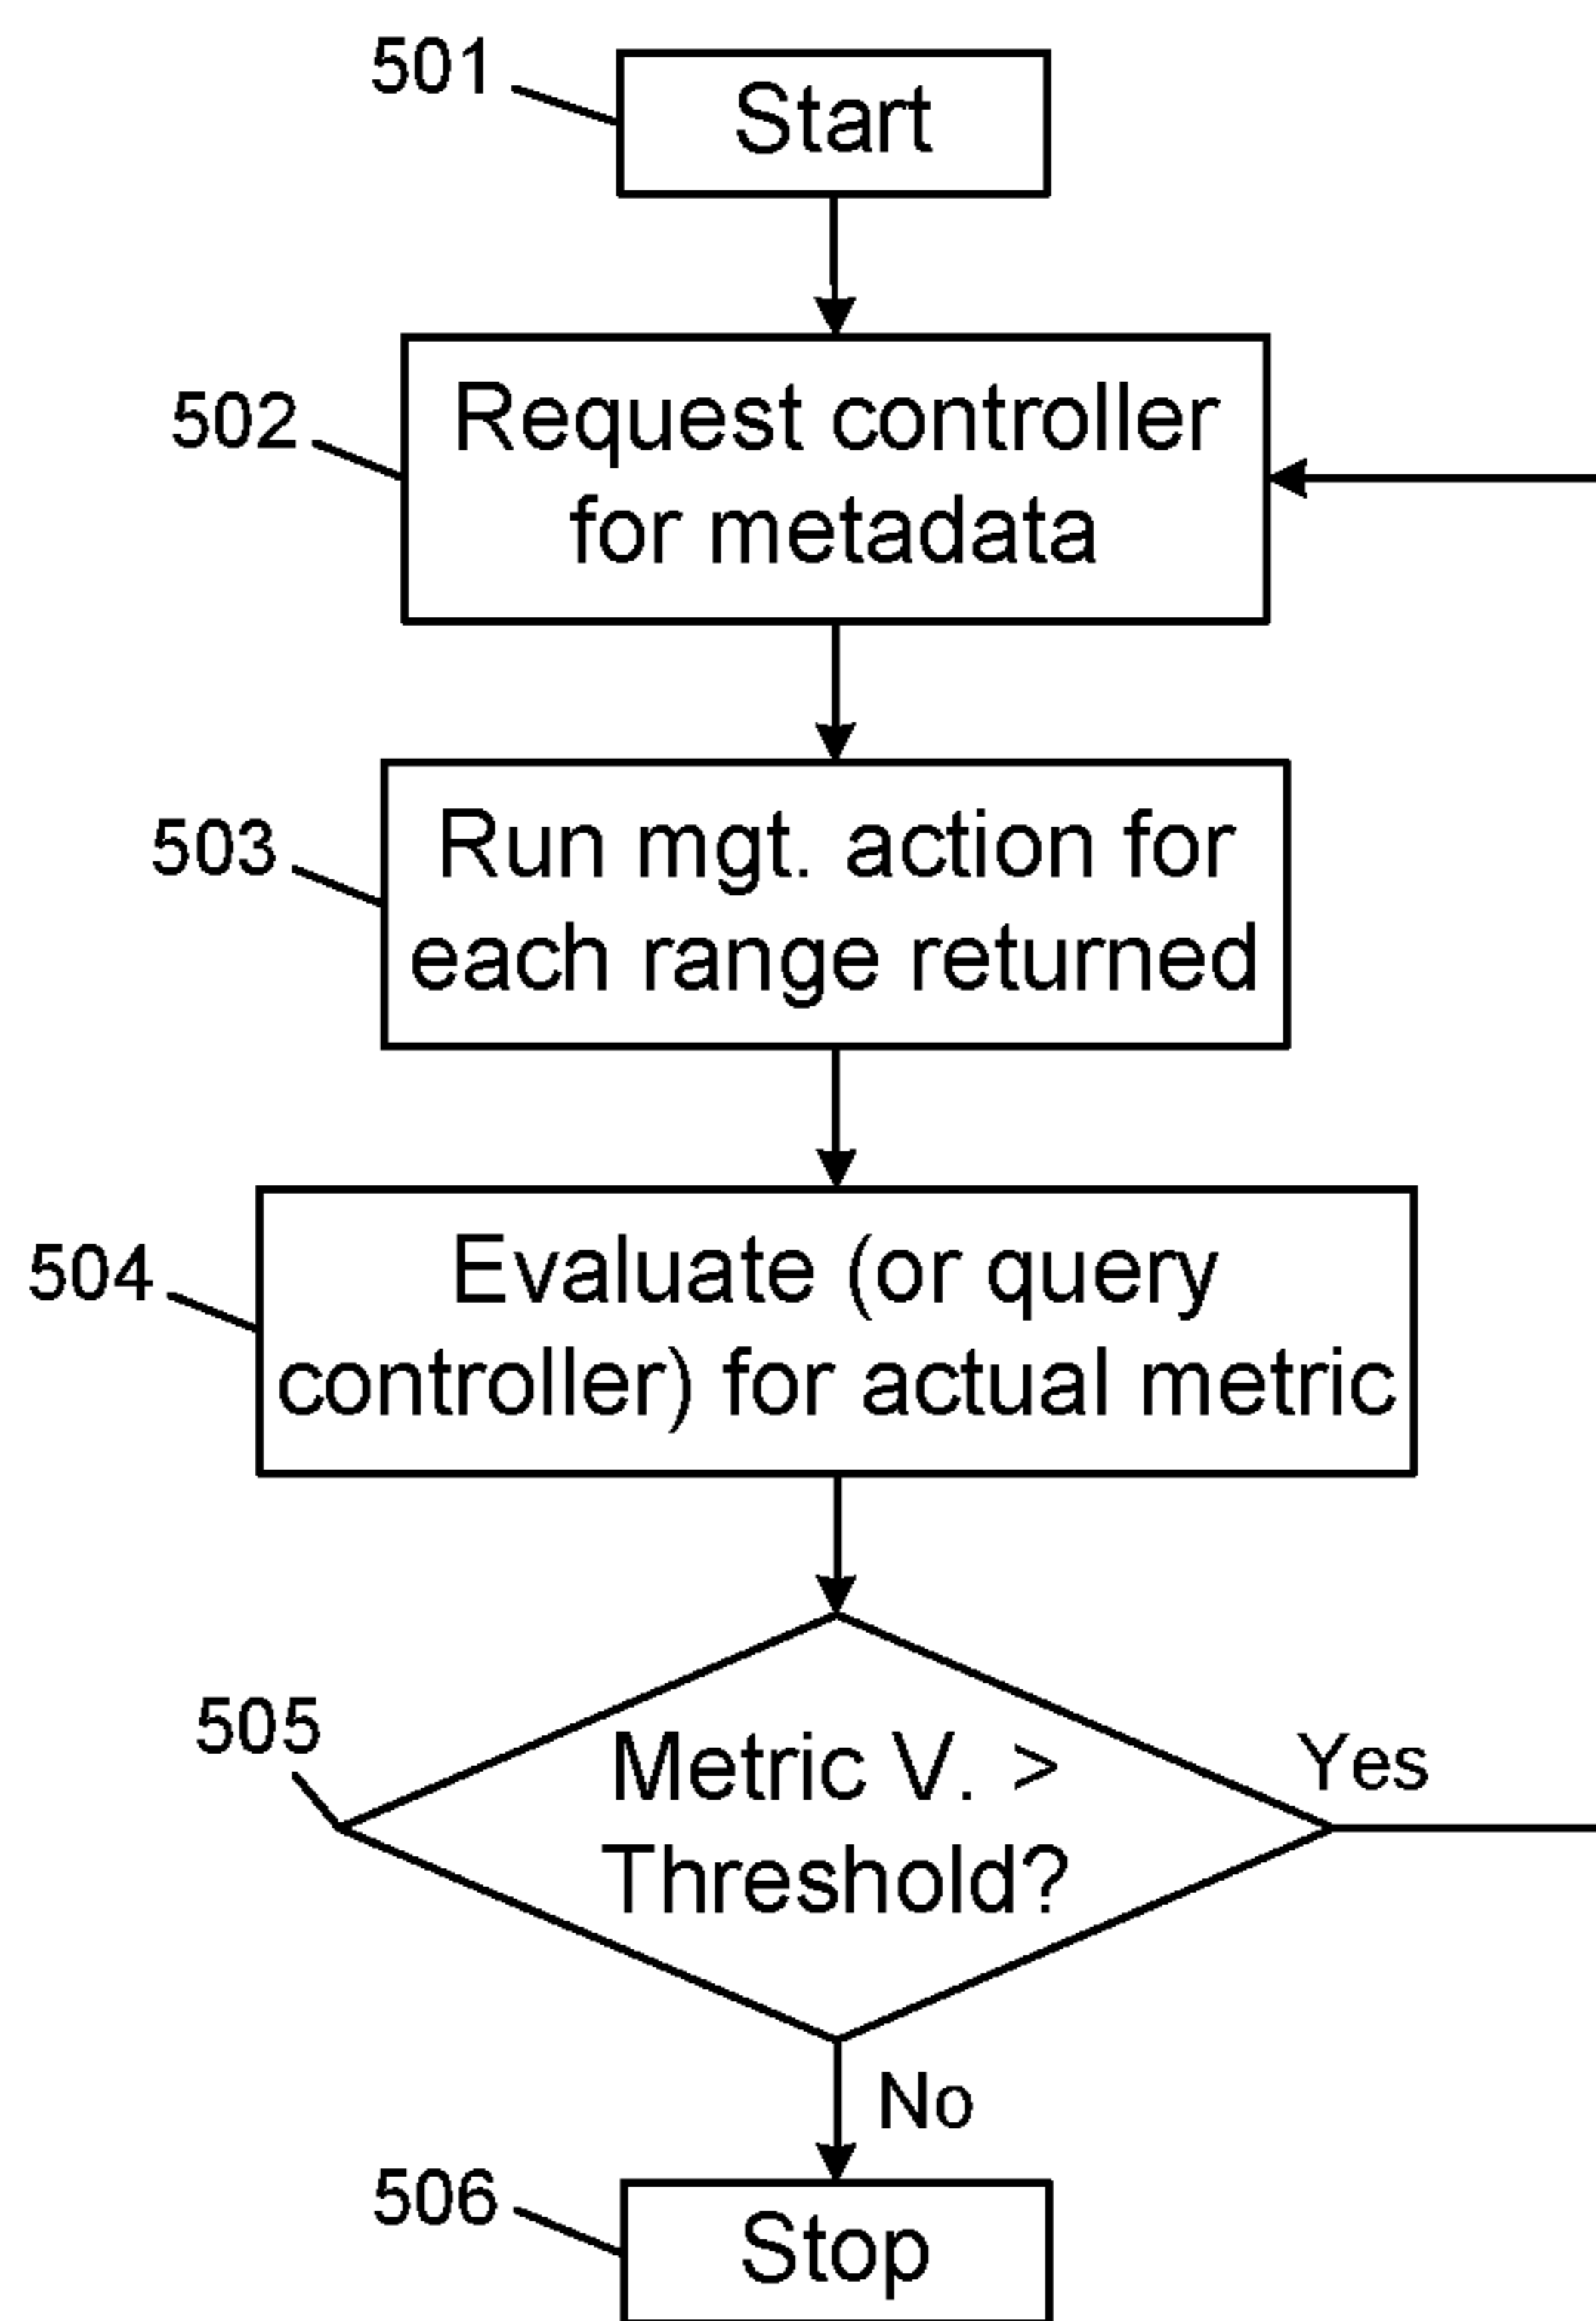 501
Start
502
Request controller
for metadata
503
Run mgt. action for
each range returned
504
Evaluate (or query
controller) for actual metric
505
Metric V. >
Threshold?
Yes
No
506
Stop